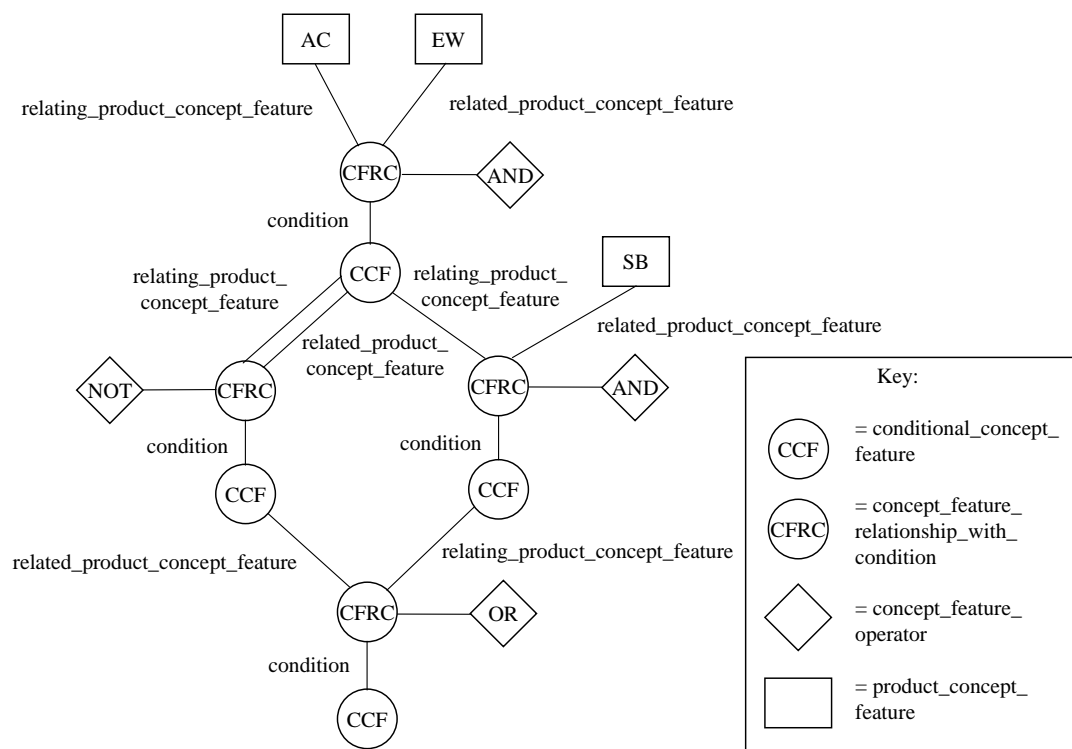 AC
EW
relating_product_concept_feature
related_product_concept_feature
CFRC
AND
condition
CCF
relating_product_
concept_feature
relating_product_
concept_feature
SB
related_product_concept_feature
related_product_
concept_feature
NOT
CFRC
CFRC
AND
condition
condition
CCF
CCF
related_product_concept_feature
relating_product_concept_feature
CFRC
OR
condition
CCF
Key:
CCF
= conditional_concept_
feature
CFRC
= concept_feature_
relationship_with_
condition
= concept_feature_
operator
= product_concept_
feature